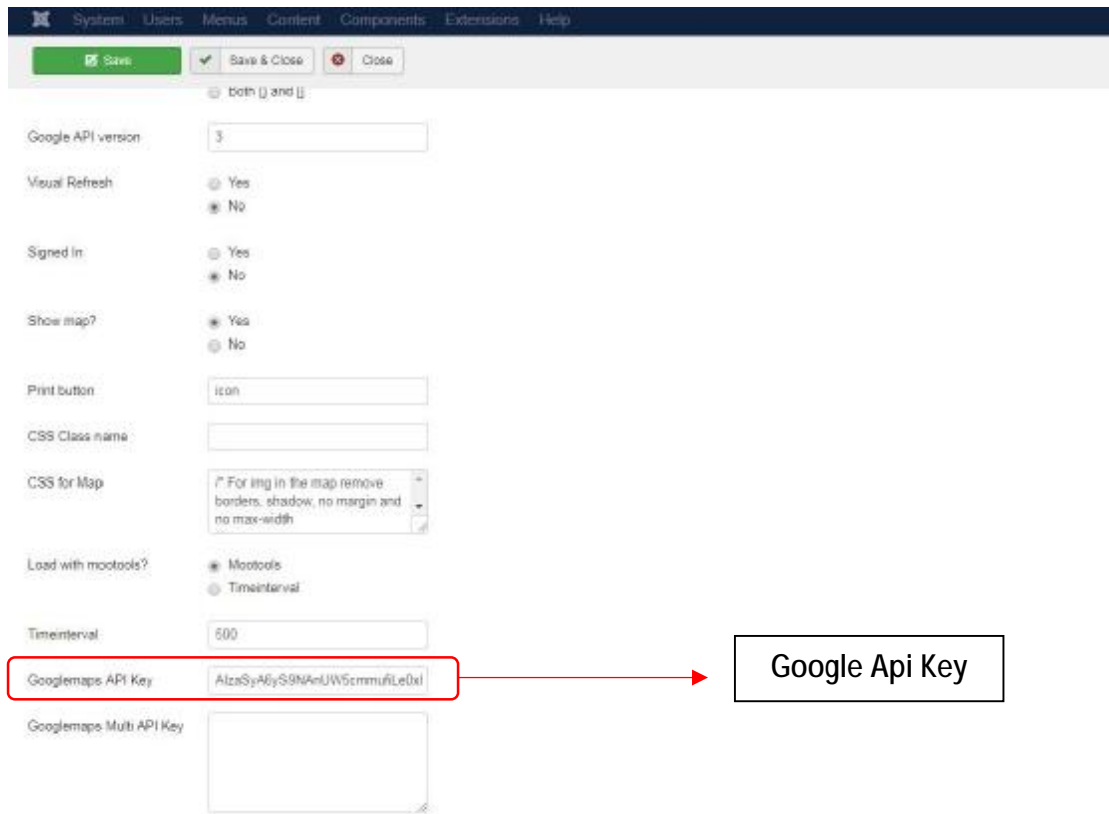 System Users Menus Content Components Extensions Help
Save Save & Close Close
Both {} and []
Google API version 3
Visual Refresh Yes
No
Signed In Yes
No
Show map? Yes
No
Print button icon
CSS Class name
CSS for Map /* For img in the map remove
borders, shadow, no margin and
no max-width
Load with mootools? Mootools
Timeinterval
Timeinterval 500
Googlemaps API Key
Google Api Key
Googlemaps Multi API Key